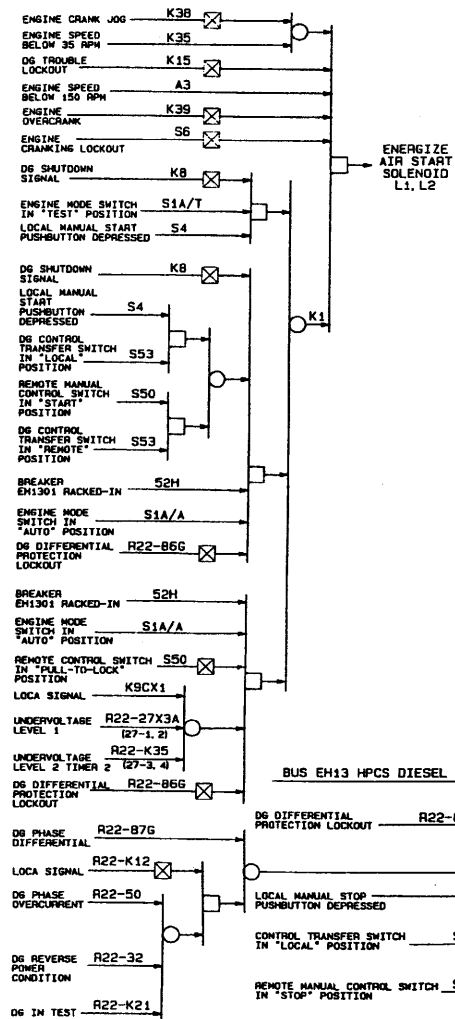 ENGINE CRANK JOG K38
ENGINE SPEED K35
BELOW 35 RPM
DG TROUBLE K15
LOCKOUT
ENGINE SPEED A3
BELOW 150 RPM
ENGINE K39
OVERCRANK
ENGINE S6
CRANKING LOCKOUT
ENERGIZE
AIR START
SOLENOID
L1, L2
DG SHUTDOWN K8
SIGNAL
ENGINE MODE SWITCH S1A/T
IN "TEST" POSITION
LOCAL MANUAL START S4
PUSHBUTTON DEPRESSED
DG SHUTDOWN K8
SIGNAL
K1
LOCAL MANUAL
START
PUSHBUTTON S4
DEPRESSED
DG CONTROL
TRANSFER SWITCH
IN "LOCAL" S53
POSITION
REMOTE MANUAL
CONTROL SWITCH S50
IN "START"
POSITION
DG CONTROL
TRANSFER SWITCH S53
IN "REMOTE"
POSITION
BREAKER 52H
EH1301 RACKED-IN
ENGINE MODE
SWITCH IN S1A/A
"AUTO" POSITION
DG DIFFERENTIAL R22-86G
PROTECTION
LOCKOUT
BREAKER 52H
EH1301 RACKED-IN
ENGINE MODE
SWITCH IN S1A/A
"AUTO" POSITION
REMOTE CONTROL SWITCH S50
IN "PULL-TO-LOCK"
POSITION
LOCA SIGNAL K9CX1
UNDERVOLTAGE R22-27X3A
LEVEL 1 (27-1, 2)
UNDERVOLTAGE R22-K35
LEVEL 2 TIMER 2 (27-3, 4)
DG DIFFERENTIAL R22-86G
PROTECTION
LOCKOUT
BUS EH13 HPCS DIESEL
DG DIFFERENTIAL
PROTECTION LOCKOUT R22-8
DG PHASE R22-87G
DIFFERENTIAL
LOCA SIGNAL R22-K12
DG PHASE R22-50
OVERCURRENT
LOCAL MANUAL STOP
PUSHBUTTON DEPRESSED
CONTROL TRANSFER SWITCH S
IN "LOCAL" POSITION
DG REVERSE R22-32
POWER
CONDITION
REMOTE MANUAL CONTROL SWITCH S
IN "STOP" POSITION
DG IN TEST R22-K21